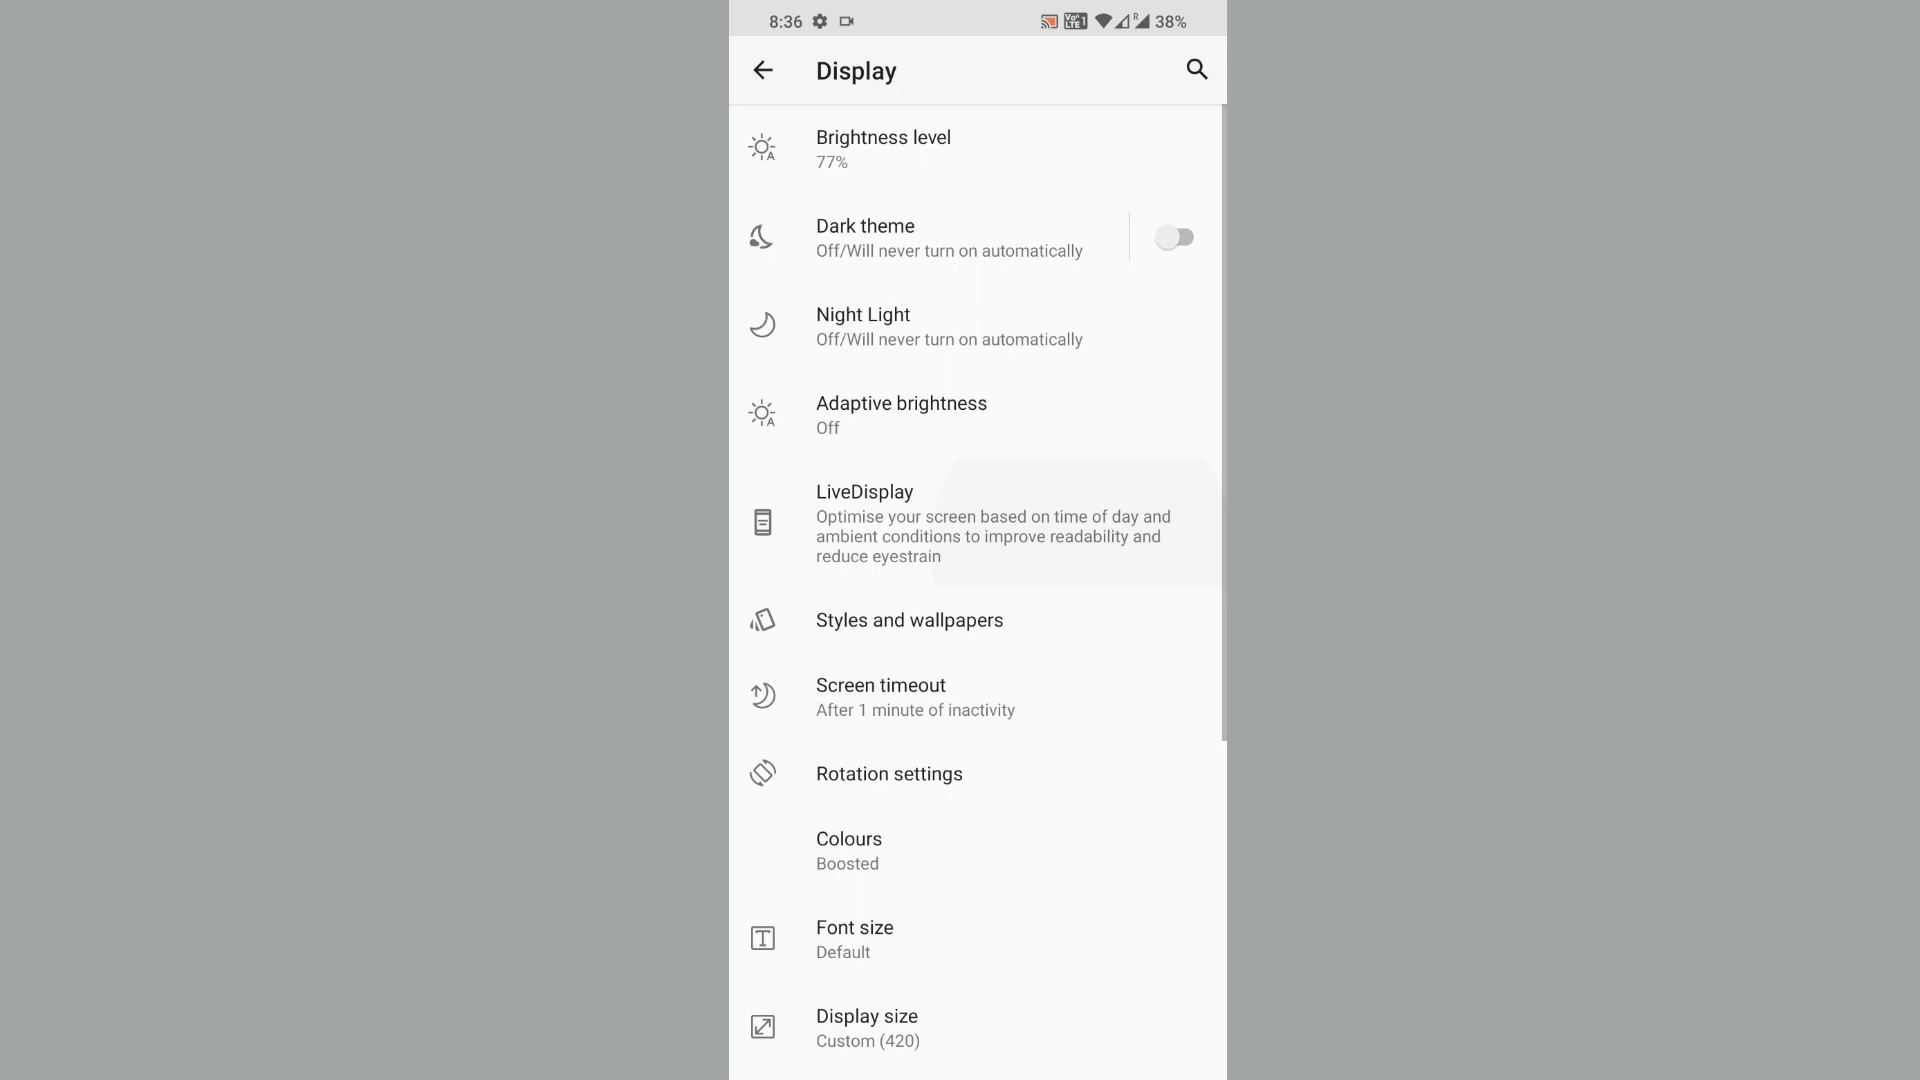 8:36
VoLTE 1
R
38%
Display
Brightness level
77%
Dark theme
Off/Will never turn on automatically
Night Light
Off/Will never turn on automatically
Adaptive brightness
Off
LiveDisplay
Optimise your screen based on time of day and
ambient conditions to improve readability and
reduce eyestrain
Styles and wallpapers
Screen timeout
After 1 minute of inactivity
Rotation settings
Colours
Boosted
Font size
Default
Display size
Custom (420)